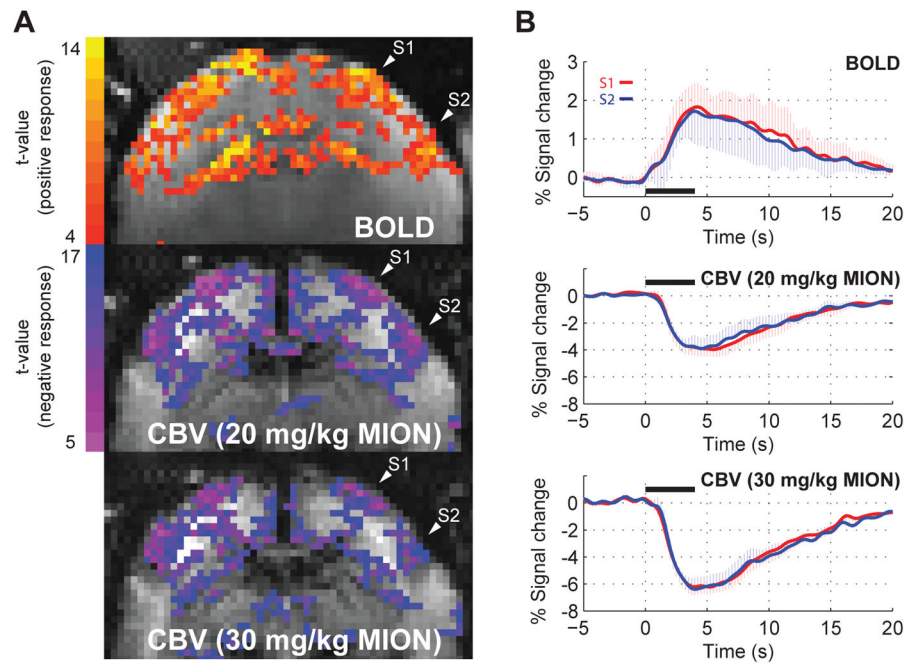 A
14
t-value
(positive response)
4
S1
S2
BOLD
17
t-value
(negative response)
5
S1
S2
CBV (20 mg/kg MION)
S1
S2
CBV (30 mg/kg MION)
B
BOLD
S1
S2
% Signal change
3
2
1
0
−5 0 5 10 15 20
Time (s)
CBV (20 mg/kg MION)
% Signal change
0
-2
-4
-6
-8
−5 0 5 10 15 20
Time (s)
CBV (30 mg/kg MION)
% Signal change
0
-2
-4
-6
-8
−5 0 5 10 15 20
Time (s)